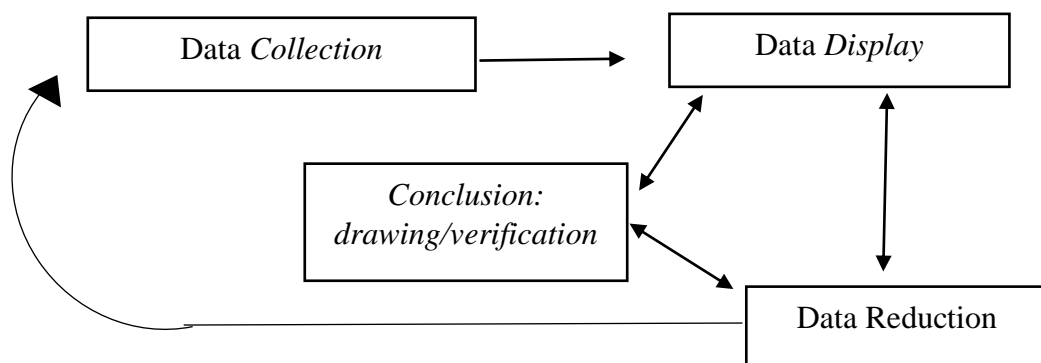 Data Collection
Data Display
Conclusion:
drawing/verification
Data Reduction